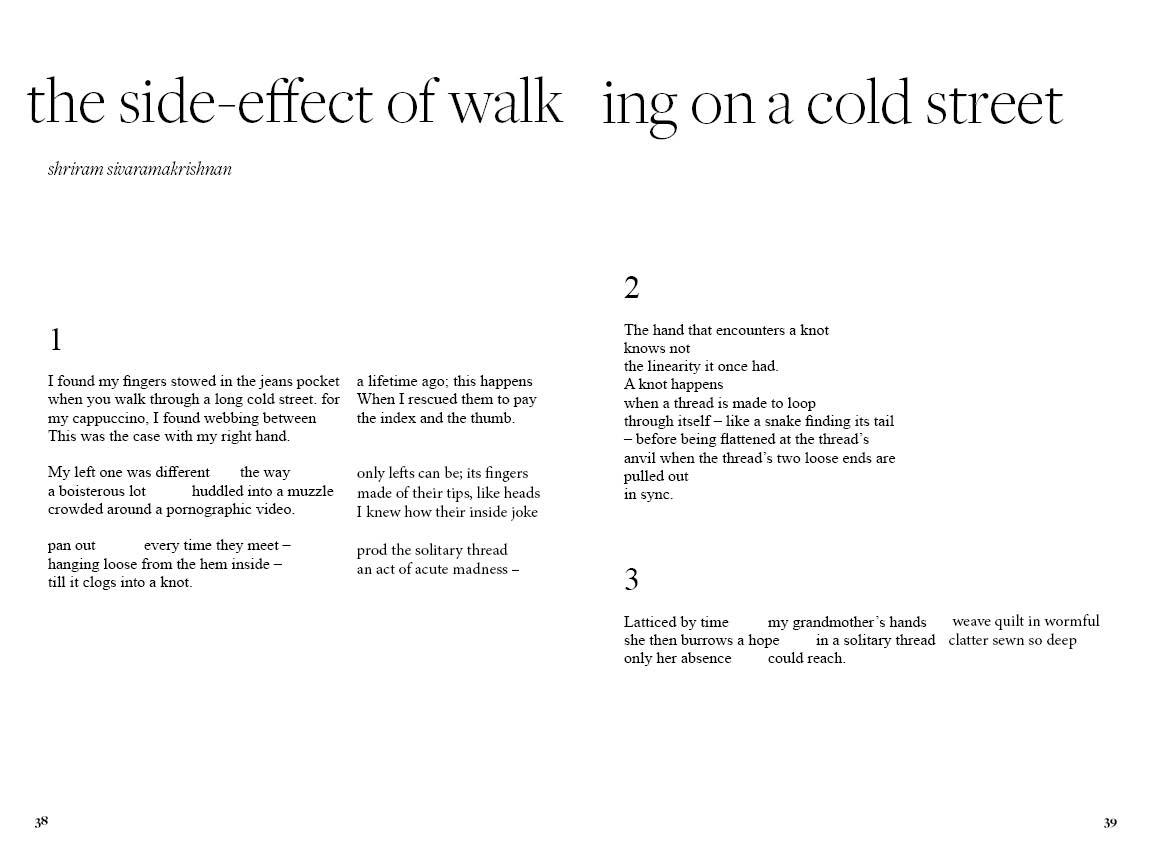 the side-effect of walk ing on a cold street
shriram sivaramakrishnan
1
I found my fingers stowed in the jeans pocket a lifetime ago; this happens
when you walk through a long cold street. for When I rescued them to pay
my cappuccino, I found webbing between the index and the thumb.
This was the case with my right hand.
My left one was different the way only lefts can be; its fingers
a boisterous lot huddled into a muzzle made of their tips, like heads
crowded around a pornographic video. I knew how their inside joke
pan out every time they meet – prod the solitary thread
hanging loose from the hem inside – an act of acute madness –
till it clogs into a knot.
2
The hand that encounters a knot
knows not
the linearity it once had.
A knot happens
when a thread is made to loop
through itself – like a snake finding its tail
– before being flattened at the thread's
anvil when the thread's two loose ends are
pulled out
in sync.
3
Latticed by time my grandmother's hands weave quilt in wormful
she then burrows a hope in a solitary thread clatter sewn so deep
only her absence could reach.
38
39